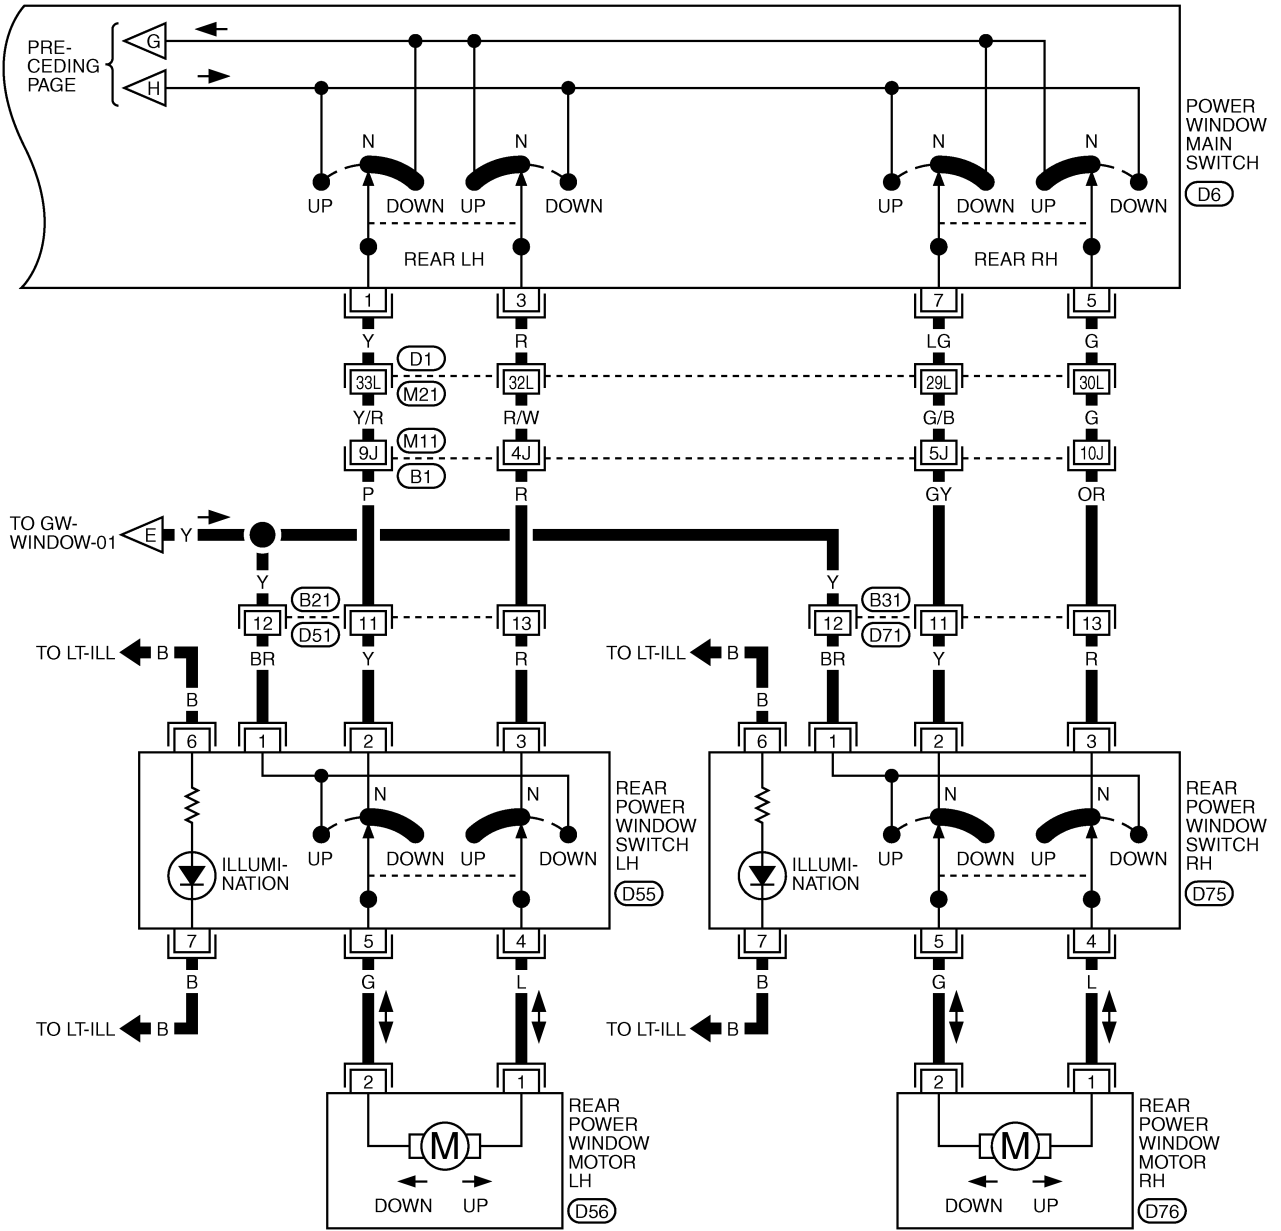 PRE-
CEDING
PAGE
G
H
N
N
N
N
UP
DOWN
UP
DOWN
UP
DOWN
UP
DOWN
REAR LH
REAR RH
POWER
WINDOW
MAIN
SWITCH
D6
1
3
7
5
Y
R
LG
G
D1
33L
32L
29L
30L
M21
Y/R
R/W
G/B
G
M11
9J
4J
5J
10J
B1
P
R
GY
OR
TO GW-
WINDOW-01
E
Y
Y
Y
B21
B31
12
11
13
12
11
13
D51
D71
TO LT-ILL
B
BR
Y
R
TO LT-ILL
B
BR
Y
R
B
B
6
1
2
3
6
1
2
3
N
N
N
N
UP
DOWN
UP
DOWN
UP
DOWN
UP
DOWN
ILLUMI-
NATION
ILLUMI-
NATION
REAR
POWER
WINDOW
SWITCH
LH
D55
REAR
POWER
WINDOW
SWITCH
RH
D75
7
5
4
7
5
4
B
G
L
B
G
L
TO LT-ILL
B
TO LT-ILL
B
2
1
2
1
M
M
DOWN
UP
DOWN
UP
REAR
POWER
WINDOW
MOTOR
LH
D56
REAR
POWER
WINDOW
MOTOR
RH
D76